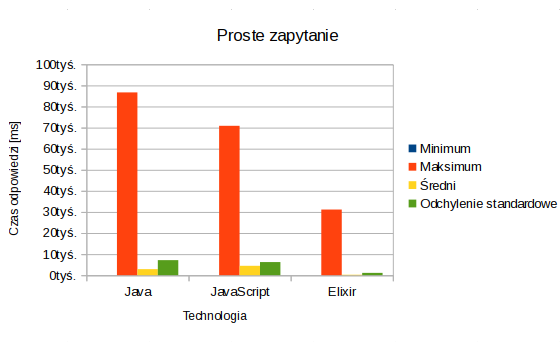 Proste zapytanie
Czas odpowiedzi [ms]
100tyś.
90tyś.
80tyś.
70tyś.
60tyś.
50tyś.
40tyś.
30tyś.
20tyś.
10tyś.
0tyś.
Java JavaScript Elixir
Technologia
Minimum
Maksimum
Średni
Odchylenie standardowe